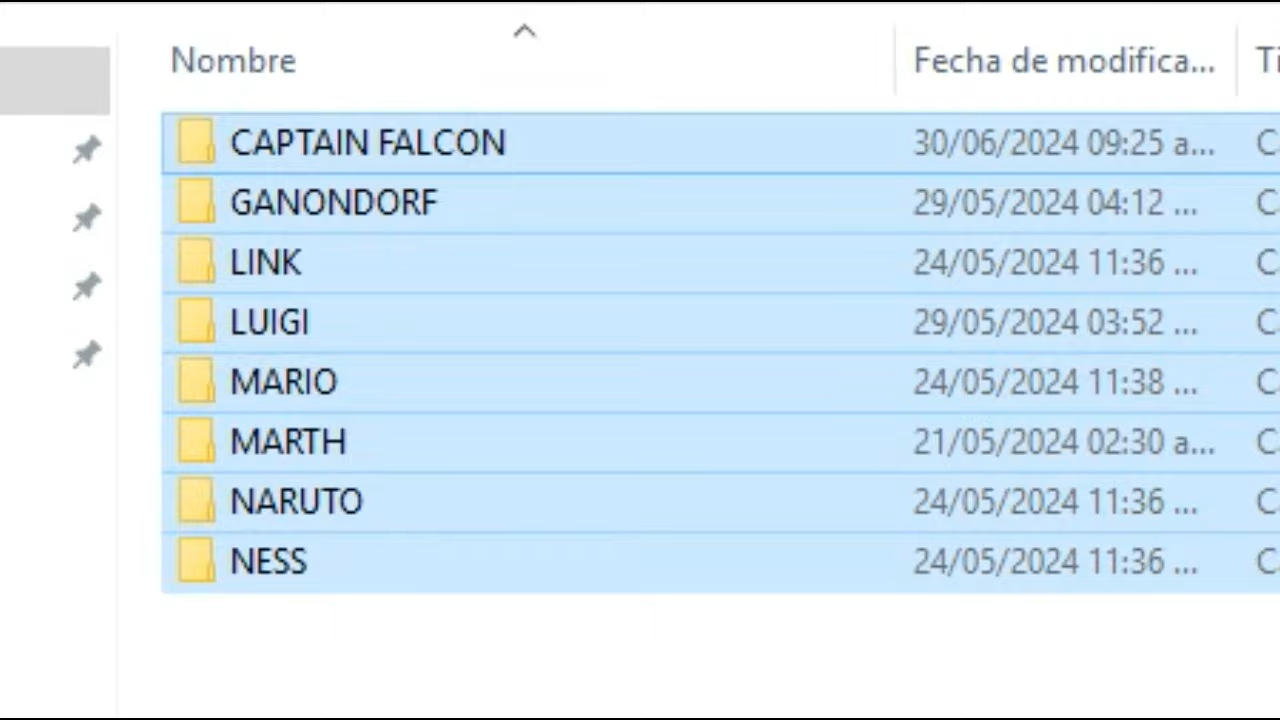 Nombre Fecha de modifica... Ti
CAPTAIN FALCON 30/06/2024 09:25 a...
GANONDORF 29/05/2024 04:12 ...
LINK 24/05/2024 11:36 ...
LUIGI 29/05/2024 03:52 ...
MARIO 24/05/2024 11:38 ...
MARTH 21/05/2024 02:30 a...
NARUTO 24/05/2024 11:36 ...
NESS 24/05/2024 11:36 ...